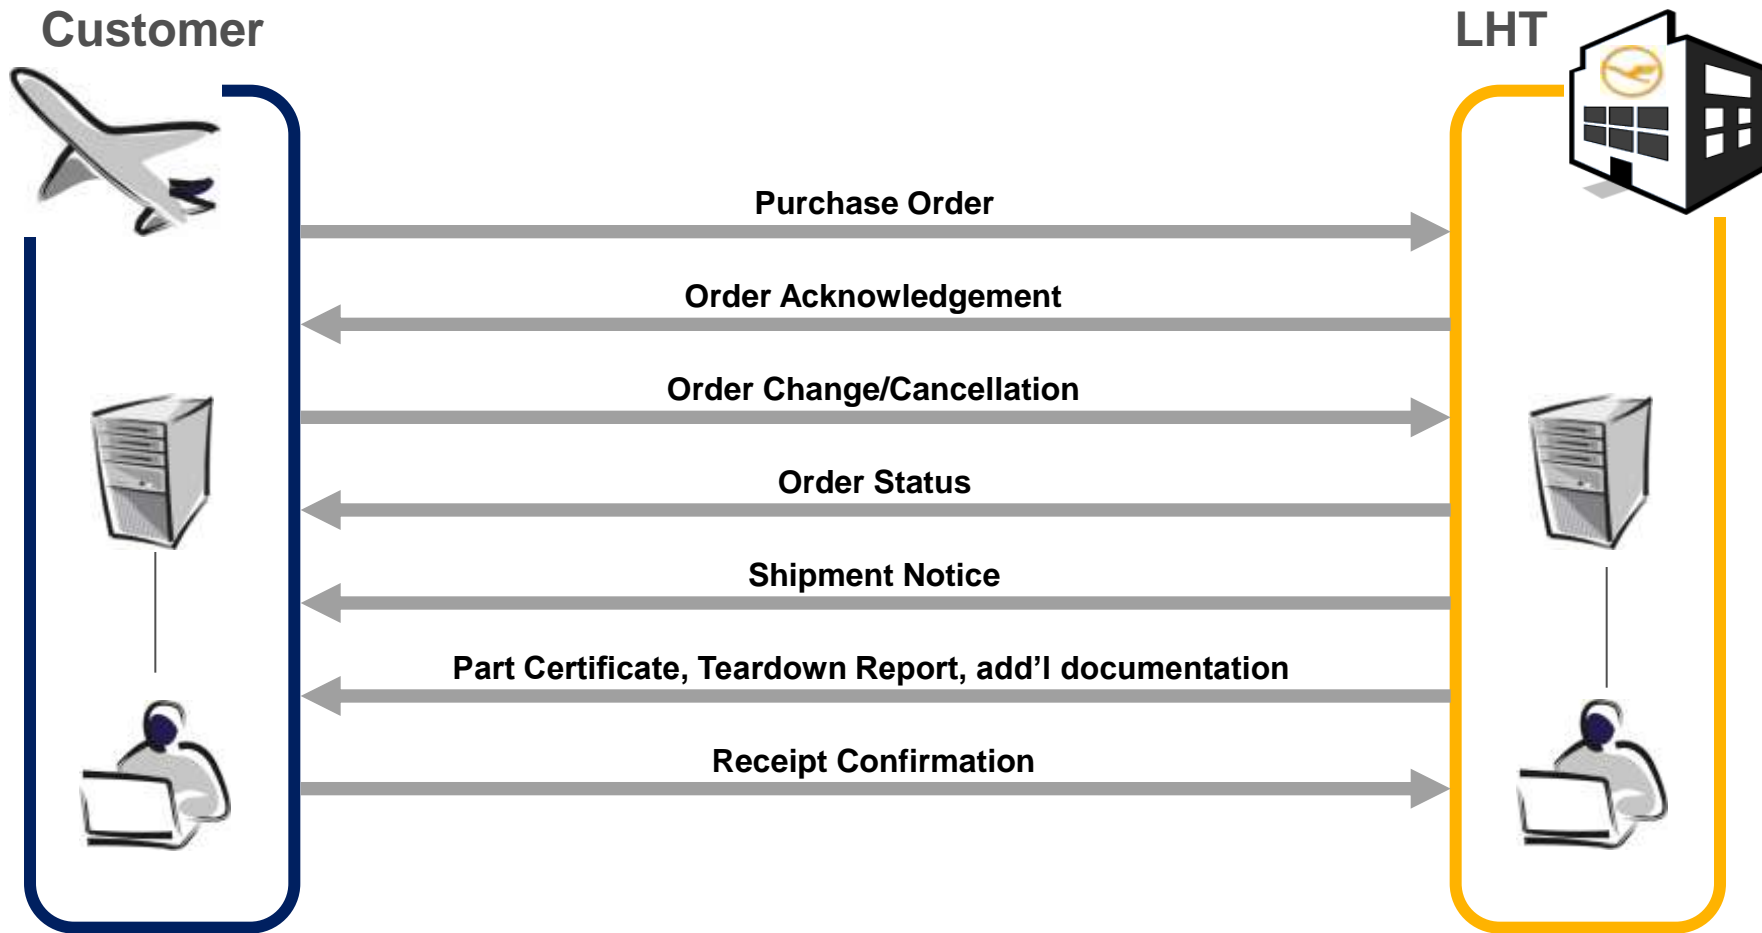 Customer
LHT
Purchase Order
Order Acknowledgement
Order Change/Cancellation
Order Status
Shipment Notice
Part Certificate, Teardown Report, add’l documentation
Receipt Confirmation